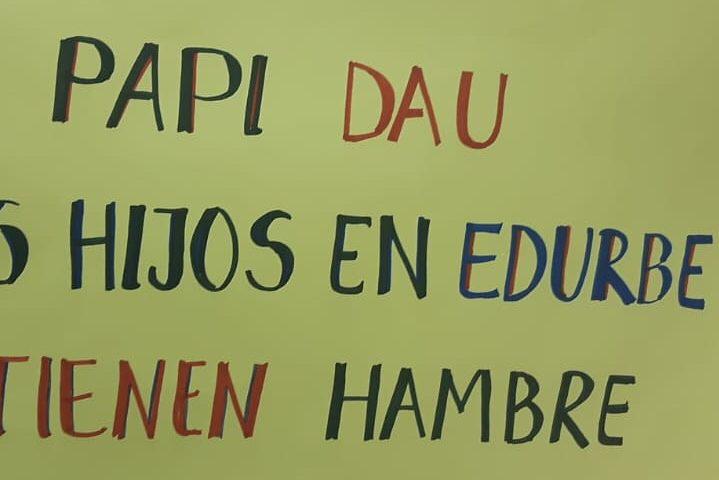 PAPI DAU
S HIJOS EN EDURBE
TIENEN HAMBRE